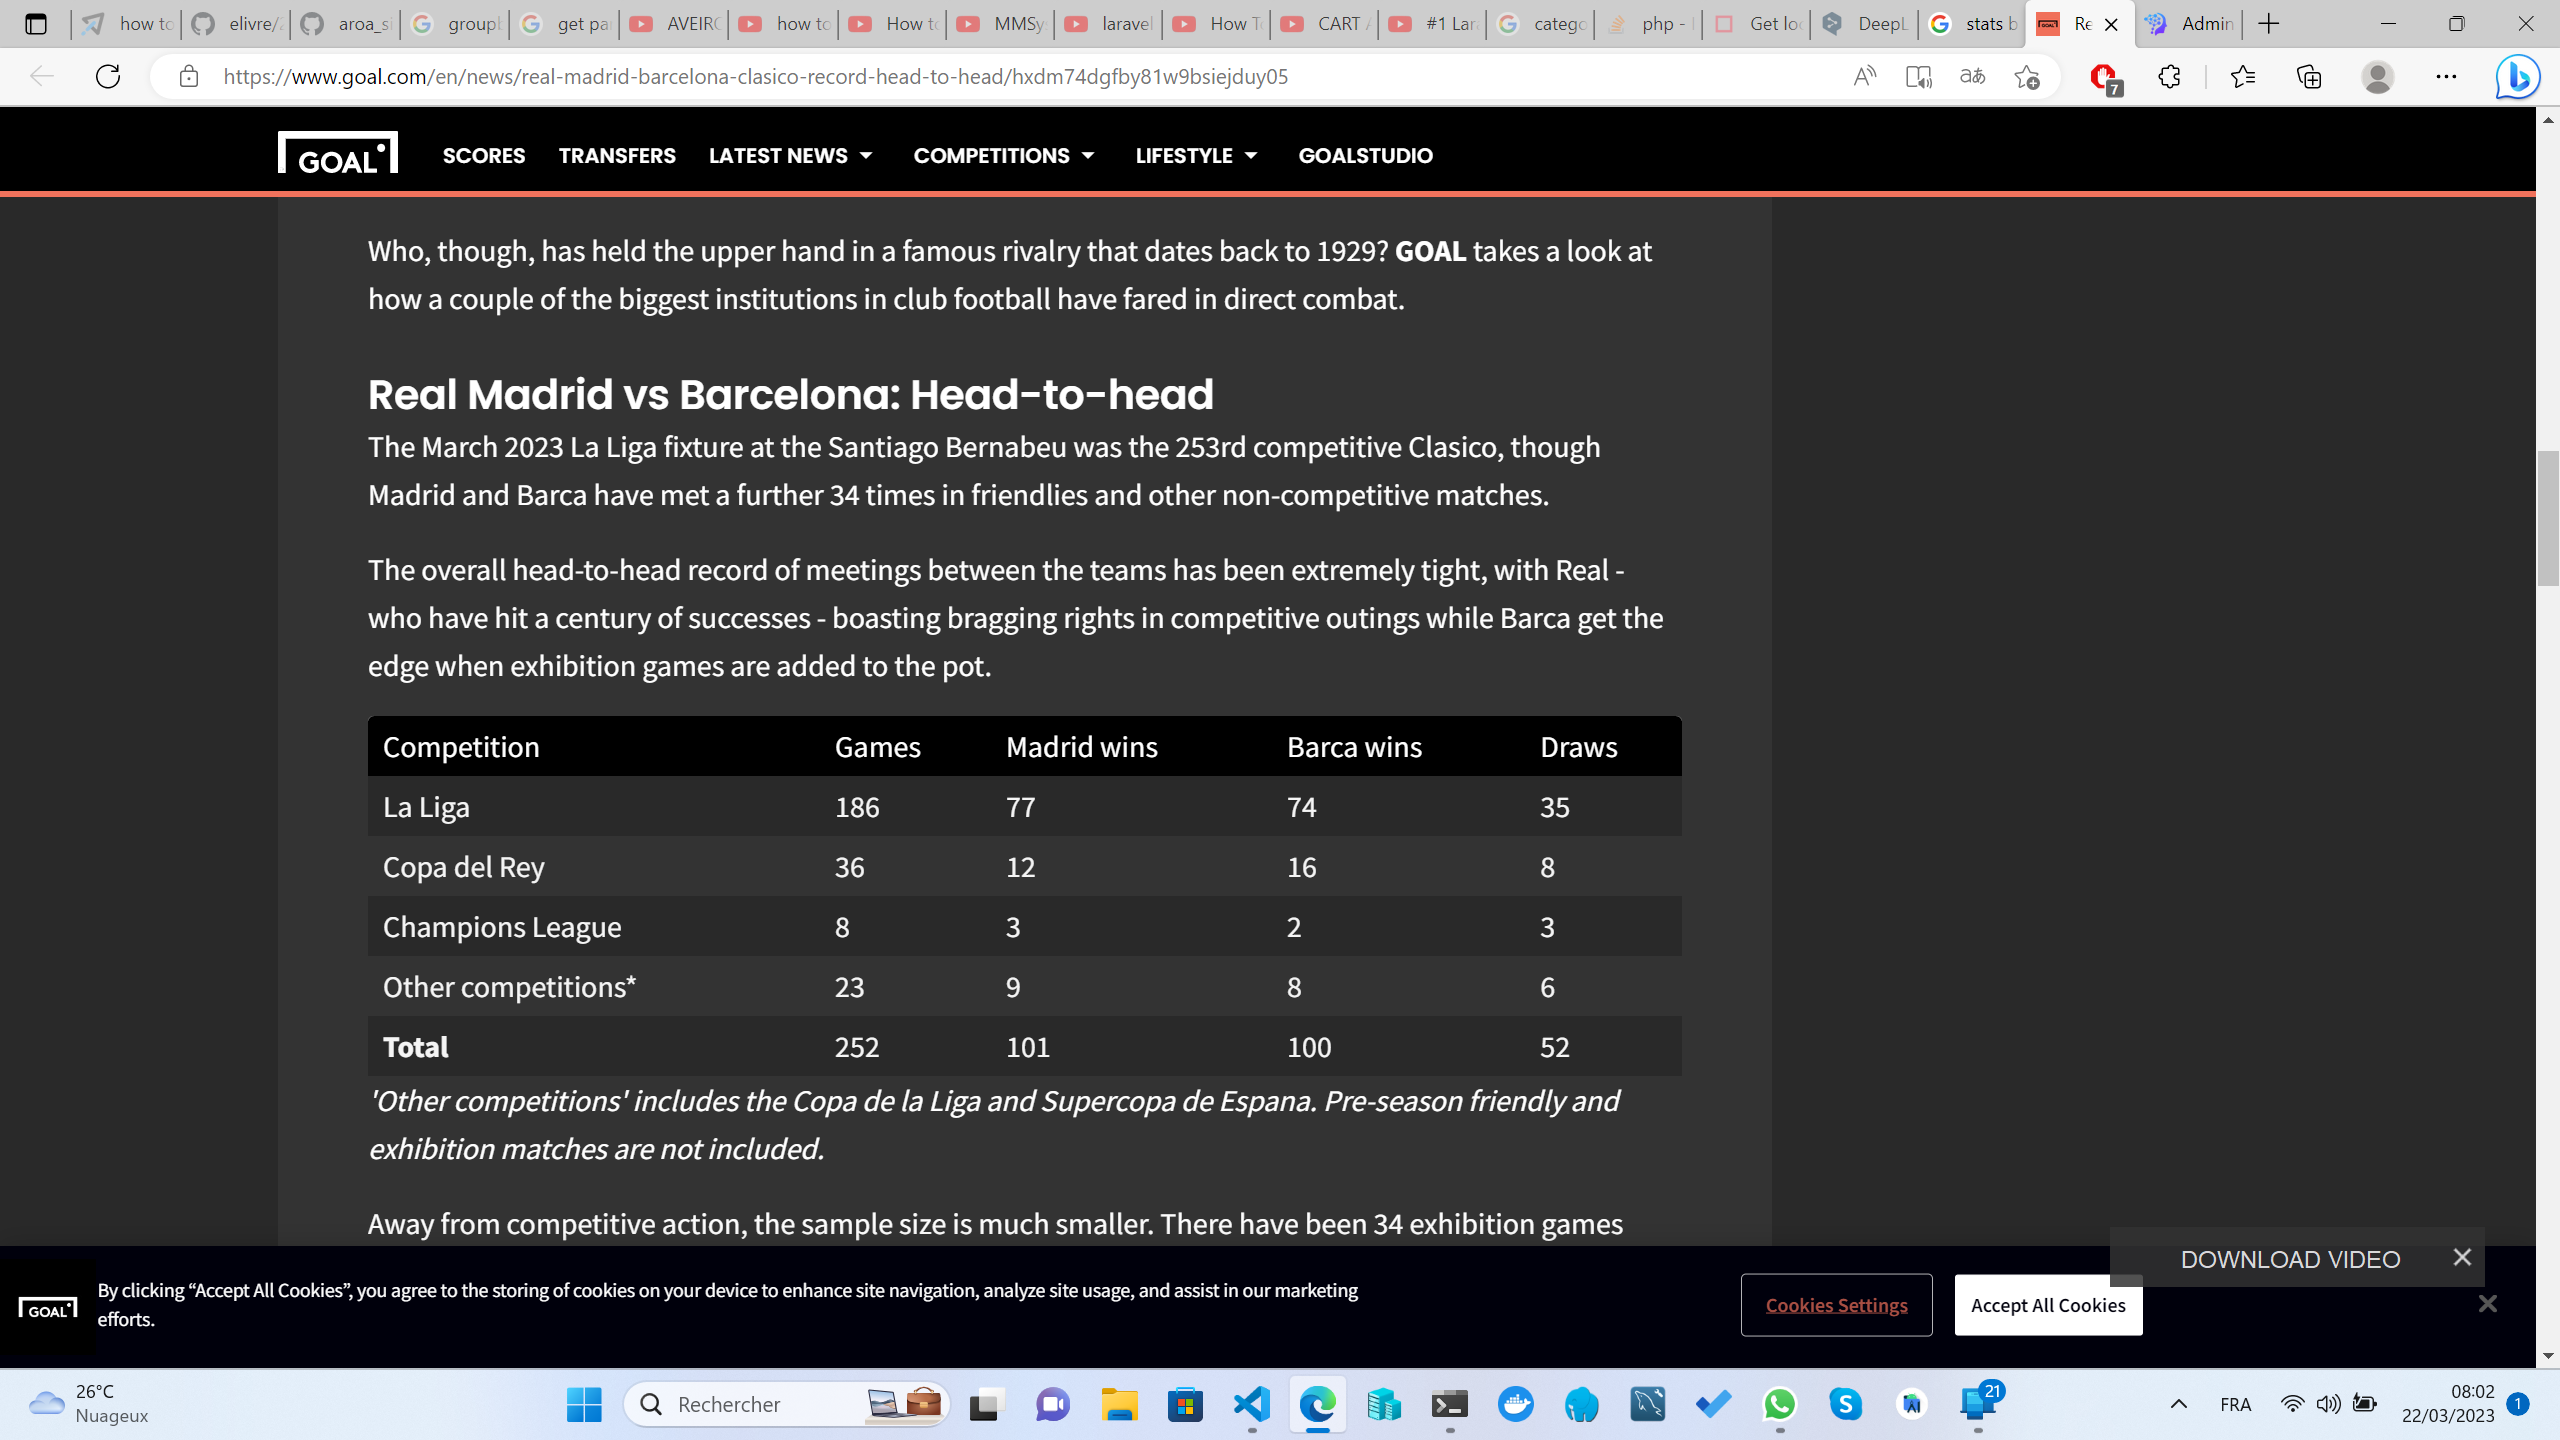 how to
elivre/2
aroa_si
groupb
get par
AVEIRO
how to
How to
MMSys
laravel
How To
CART A
#1 Lara
catego
php - I
Get loc
DeepL
stats b
Re
Admin
https://www.goal.com/en/news/real-madrid-barcelona-clasico-record-head-to-head/hxdm74dgfby81w9bsiejduy05
7
GOAL SCORES TRANSFERS LATEST NEWS COMPETITIONS LIFESTYLE GOALSTUDIO
Who, though, has held the upper hand in a famous rivalry that dates back to 1929? GOAL takes a look at
how a couple of the biggest institutions in club football have fared in direct combat.
Real Madrid vs Barcelona: Head-to-head
The March 2023 La Liga fixture at the Santiago Bernabeu was the 253rd competitive Clasico, though
Madrid and Barca have met a further 34 times in friendlies and other non-competitive matches.
The overall head-to-head record of meetings between the teams has been extremely tight, with Real -
who have hit a century of successes - boasting bragging rights in competitive outings while Barca get the
edge when exhibition games are added to the pot.
Competition Games Madrid wins Barca wins Draws
La Liga 186 77 74 35
Copa del Rey 36 12 16 8
Champions League 8 3 2 3
Other competitions* 23 9 8 6
Total 252 101 100 52
'Other competitions' includes the Copa de la Liga and Supercopa de Espana. Pre-season friendly and
exhibition matches are not included.
Away from competitive action, the sample size is much smaller. There have been 34 exhibition games
DOWNLOAD VIDEO
GOAL
By clicking “Accept All Cookies”, you agree to the storing of cookies on your device to enhance site navigation, analyze site usage, and assist in our marketing
efforts.
Cookies Settings
Accept All Cookies
26°C
Nuageux
Rechercher
21
FRA
08:02
22/03/2023
1